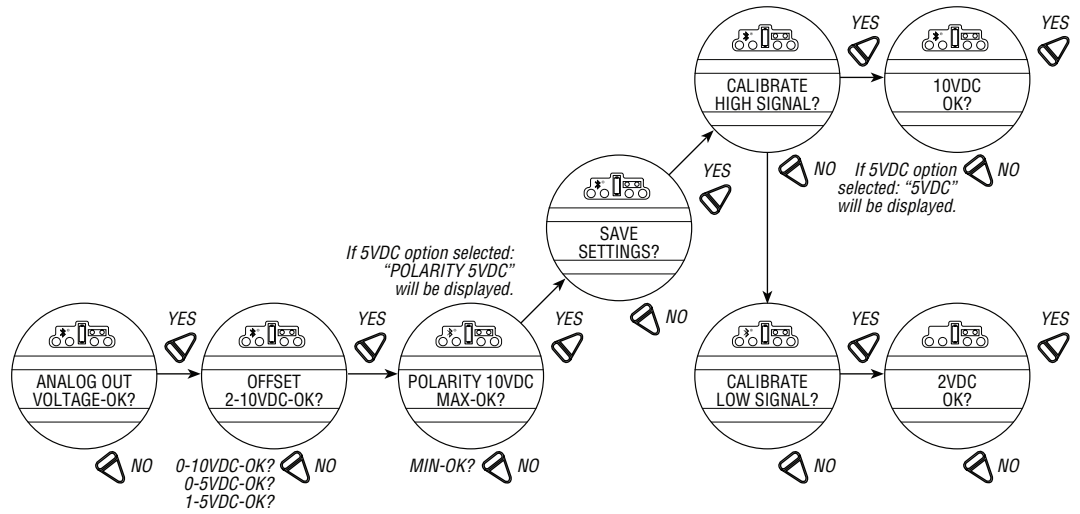 YES
YES
CALIBRATE
HIGH SIGNAL?
10VDC
OK?
NO
If 5VDC option
selected: “5VDC”
will be displayed.
NO
YES
SAVE
SETTINGS?
NO
If 5VDC option selected:
“POLARITY 5VDC”
will be displayed.
YES
ANALOG OUT
VOLTAGE-OK?
NO
YES
OFFSET
2-10VDC-OK?
0-10VDC-OK?
0-5VDC-OK?
1-5VDC-OK?
NO
YES
POLARITY 10VDC
MAX-OK?
MIN-OK?
NO
YES
CALIBRATE
LOW SIGNAL?
NO
YES
2VDC
OK?
NO